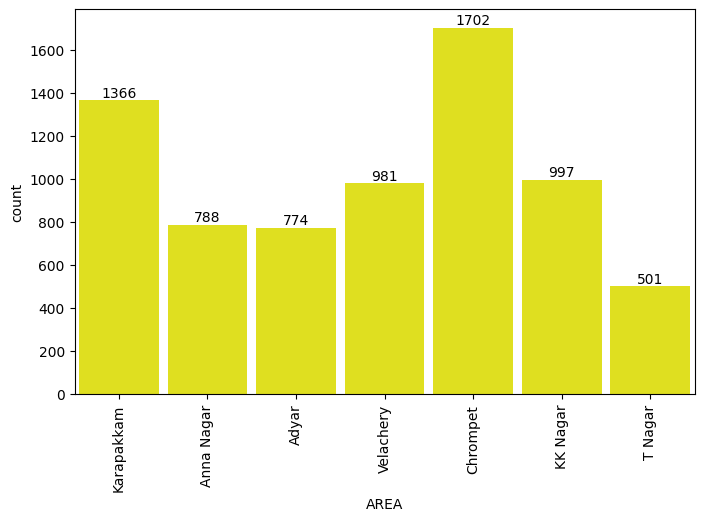 1702
1600
1400
1366
1200
1000
997
981
count
800
788
774
600
501
400
200
0
Karapakkam
Anna Nagar
Adyar
Velachery
Chrompet
KK Nagar
T Nagar
AREA